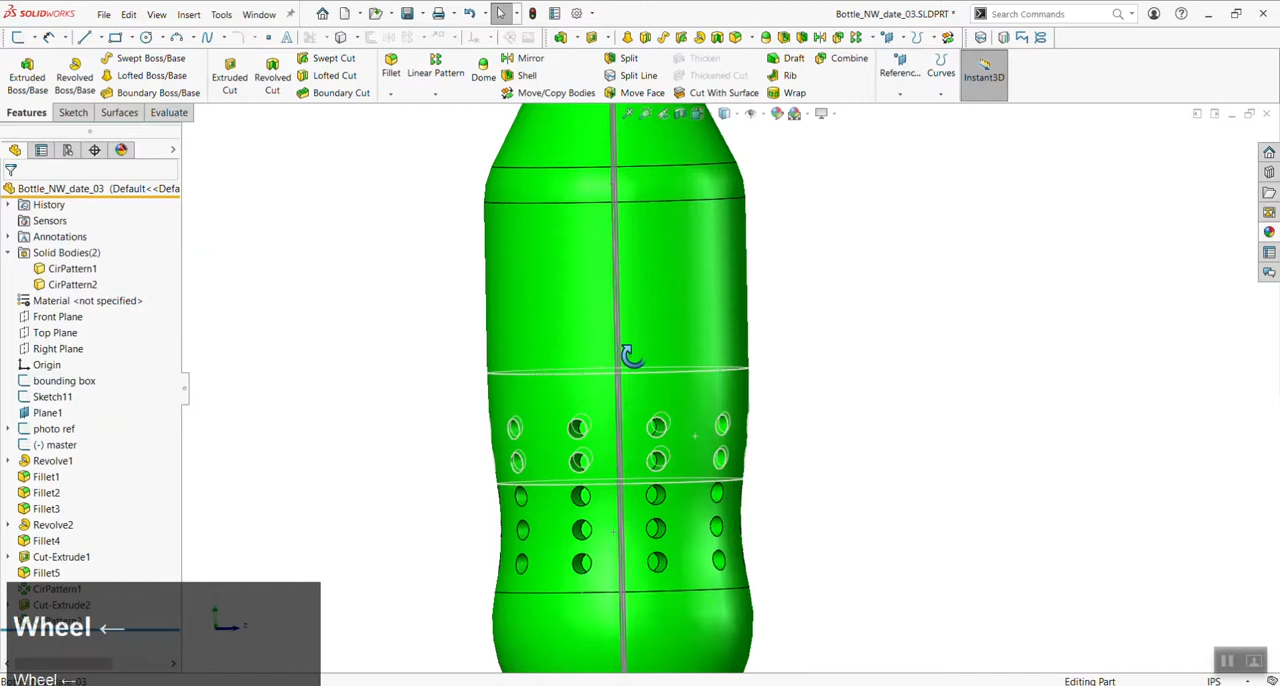 SOLIDWORKS File Edit View Insert Tools Window Bottle_NW_date_03.SLDPRT * Search Commands
Extruded Boss/Base
Revolved Boss/Base
Swept Boss/Base
Lofted Boss/Base
Boundary Boss/Base
Extruded Cut
Revolved Cut
Swept Cut
Lofted Cut
Boundary Cut
Fillet
Linear Pattern
Dome
Mirror
Shell
Move/Copy Bodies
Split
Split Line
Move Face
Thicken
Thickened Cut
Cut With Surface
Draft
Rib
Wrap
Combine
Referenc...
Curves
Instant3D
Features Sketch Surfaces Evaluate
Bottle_NW_date_03 (Default<<Defa
History
Sensors
Annotations
Solid Bodies(2)
CirPattern1
CirPattern2
Material <not specified>
Front Plane
Top Plane
Right Plane
Origin
bounding box
Sketch11
Plane1
photo ref
(-) master
Revolve1
Fillet1
Fillet2
Fillet3
Revolve2
Fillet4
Cut-Extrude1
Fillet5
CirPattern1
Cut-Extrude2
Wheel ←
Wheel ←
z
Editing Part IPS